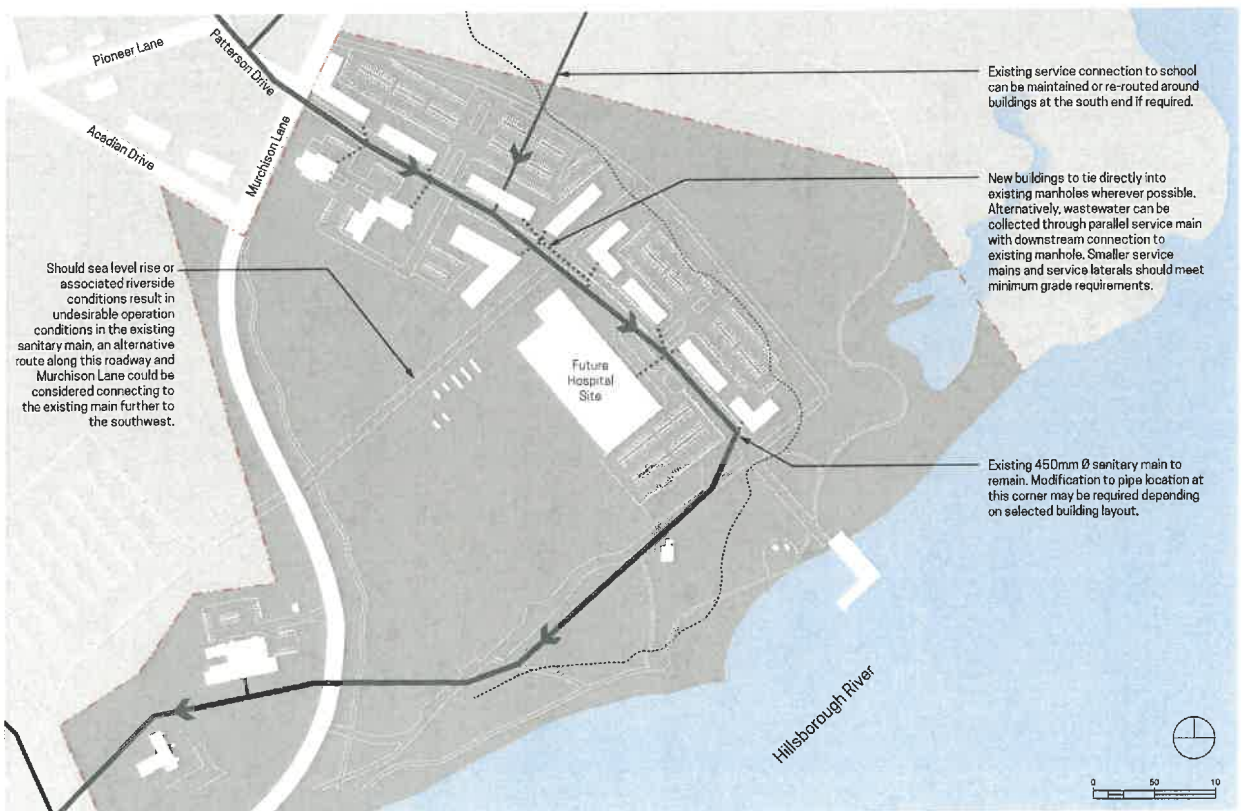 Pioneer Lane
Patterson Drive
Acadian Drive
Murchison Lane
Existing service connection to school
can be maintained or re-routed around
buildings at the south end if required.
New buildings to tie directly into
existing manholes wherever possible.
Alternatively, wastewater can be
collected through parallel service main
with downstream connection to
existing manhole. Smaller service
mains and service laterals should meet
minimum grade requirements.
Should sea level rise or
associated riverside
conditions result in
undesirable operation
conditions in the existing
sanitary main, an alternative
route along this roadway and
Murchison Lane could be
considered connecting to
the existing main further to
the southwest.
Future
Hospital
Site
Existing 450mm Ø sanitary main to
remain. Modification to pipe location at
this corner may be required depending
on selected building layout.
Hillsborough River
0 50 10